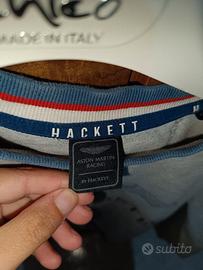 MADE IN ITALY
HACKETT
ASTON MARTIN
RACING
BY HACKETT
subito